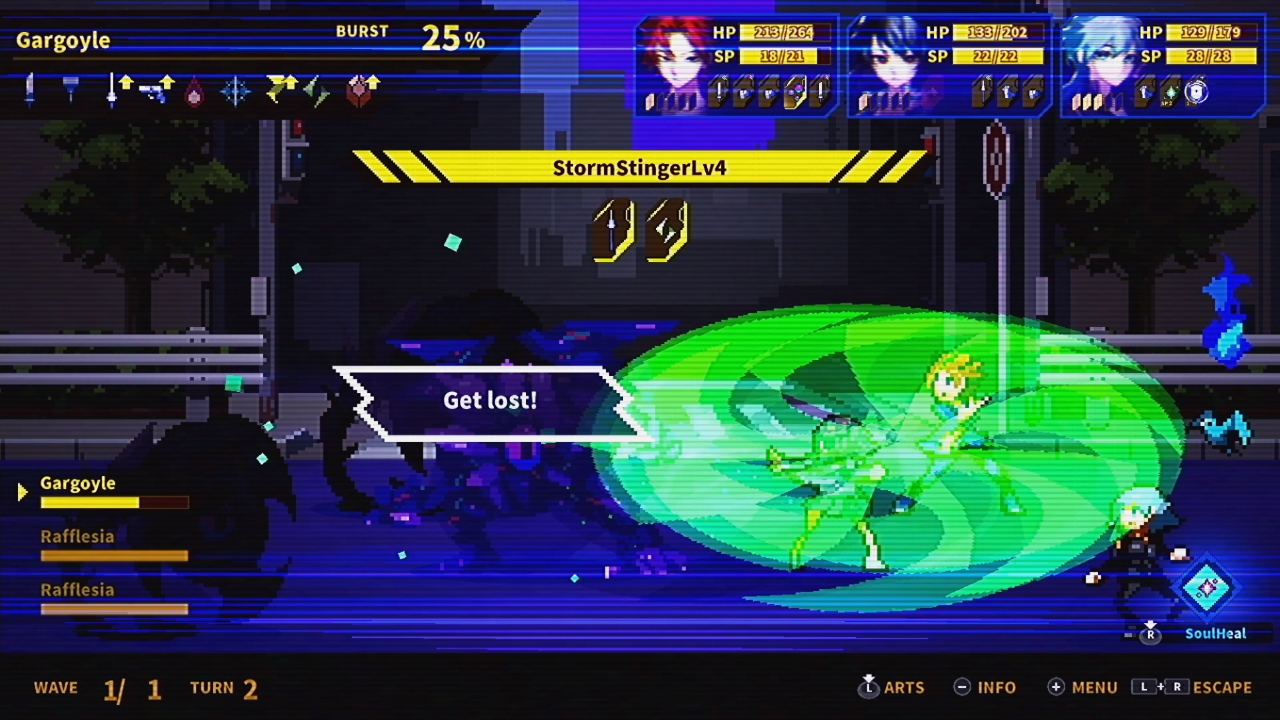 Gargoyle
BURST 25%
HP 213/264
SP 18/21
HP 133/202
SP 22/22
HP 129/179
SP 28/28
StormStingerLv4
Get lost!
Gargoyle
Rafflesia
Rafflesia
R SoulHeal
WAVE 1/ 1 TURN 2
L ARTS - INFO + MENU L+R ESCAPE